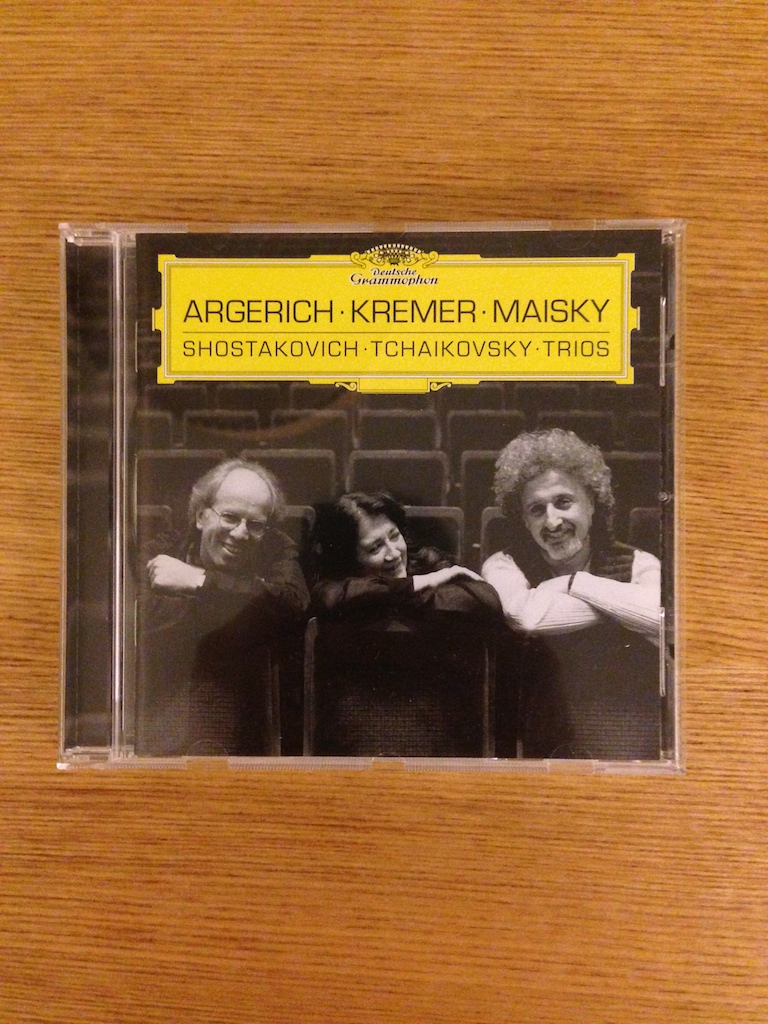 Deutsche
Grammophon
ARGERICH · KREMER · MAISKY
SHOSTAKOVICH · TCHAIKOVSKY · TRIOS